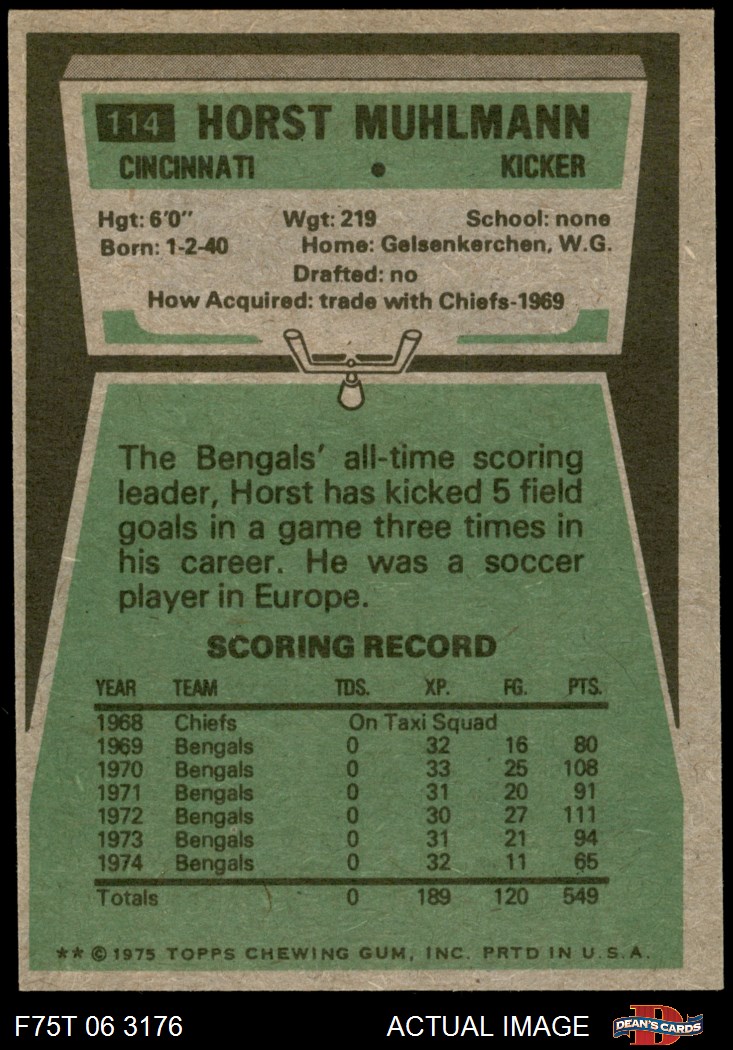 114 HORST MUHLMANN
CINCINNATI • KICKER
Hgt: 6'0" Wgt: 219 School: none
Born: 1-2-40 Home: Gelsenkerchen, W.G.
Drafted: no
How Acquired: trade with Chiefs-1969
The Bengals' all-time scoring
leader, Horst has kicked 5 field
goals in a game three times in
his career. He was a soccer
player in Europe.
SCORING RECORD
YEAR TEAM TDS. XP. FG. PTS.
1968 Chiefs On Taxi Squad
1969 Bengals 0 32 16 80
1970 Bengals 0 33 25 108
1971 Bengals 0 31 20 91
1972 Bengals 0 30 27 111
1973 Bengals 0 31 21 94
1974 Bengals 0 32 11 65
Totals 0 189 120 549
** © 1975 TOPPS CHEWING GUM, INC. PRTD IN U.S.A.
F75T 06 3176 ACTUAL IMAGE D DEAN'S CARDS